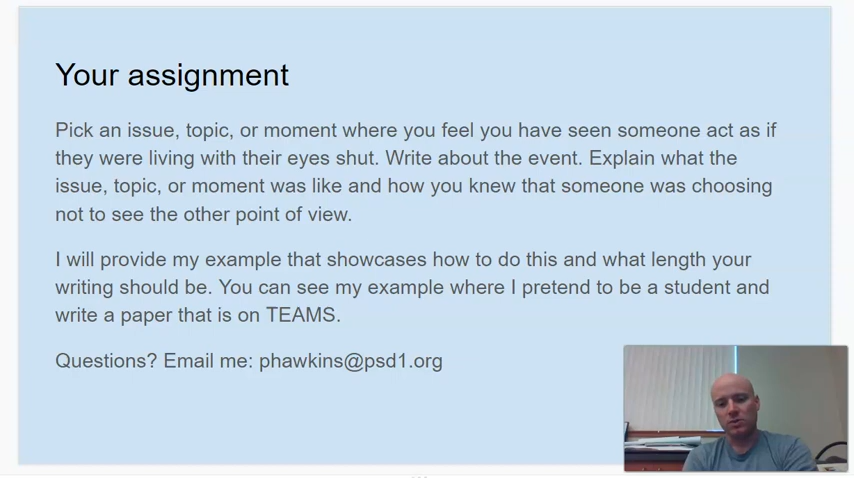 Your assignment
Pick an issue, topic, or moment where you feel you have seen someone act as if
they were living with their eyes shut. Write about the event. Explain what the
issue, topic, or moment was like and how you knew that someone was choosing
not to see the other point of view.
I will provide my example that showcases how to do this and what length your
writing should be. You can see my example where I pretend to be a student and
write a paper that is on TEAMS.
Questions? Email me: phawkins@psd1.org